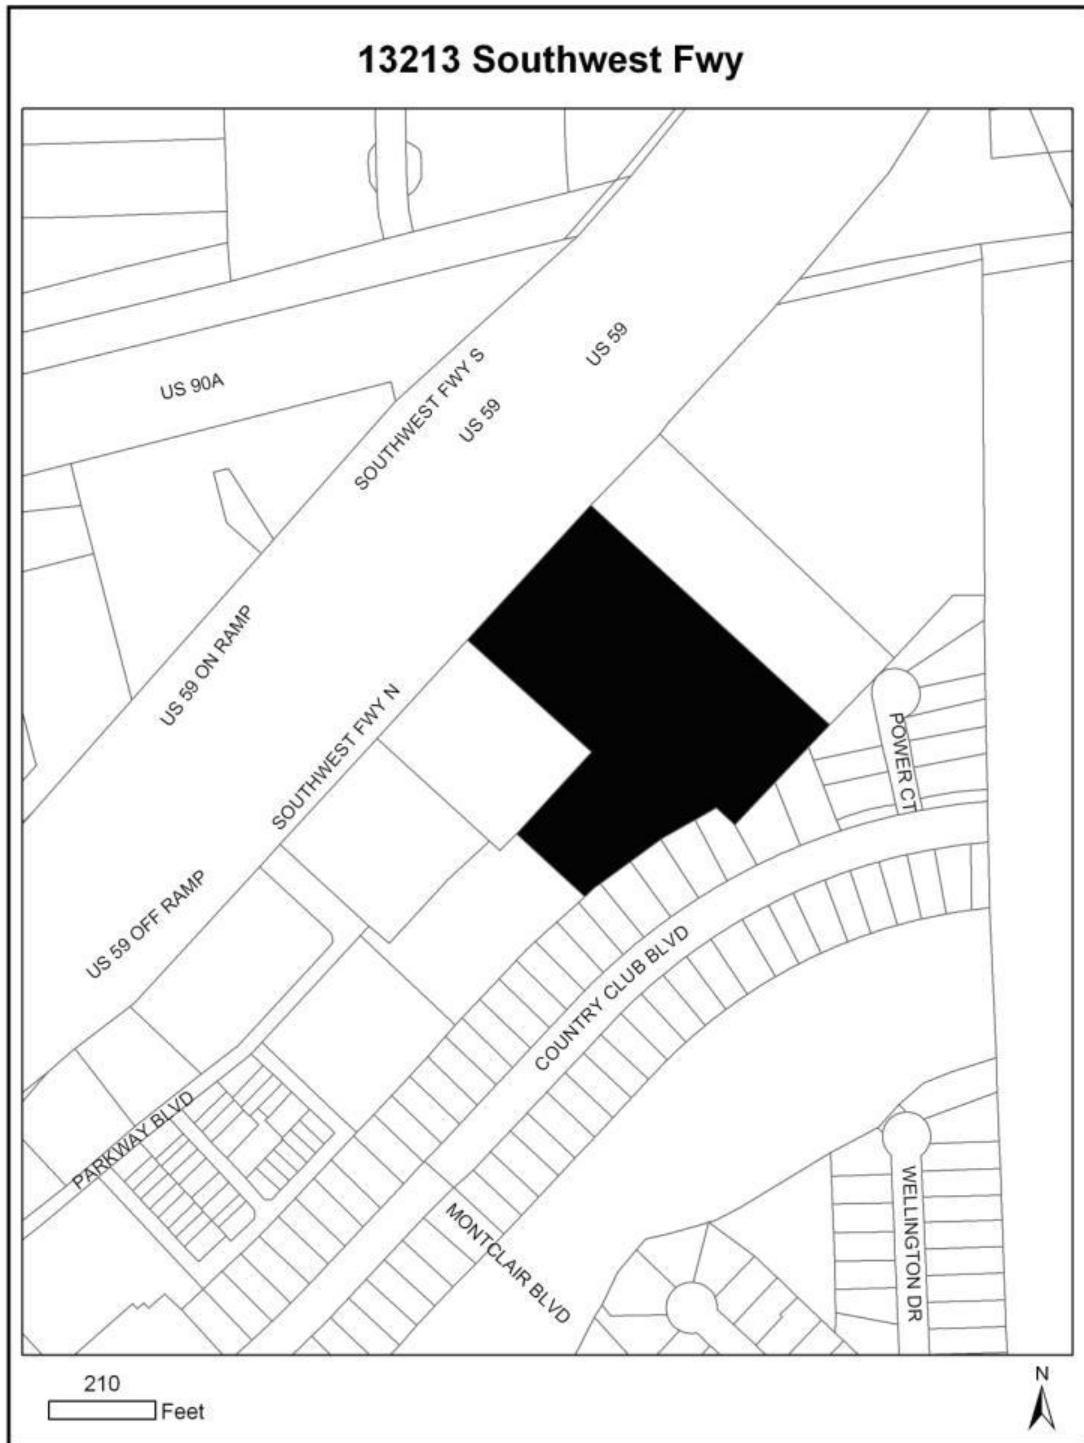 13213 Southwest Fwy
US 59
US 90A
SOUTHWEST FWY S
US 59
US 59 ON RAMP
SOUTHWEST FWY N
POWER CT
US 59 OFF RAMP
COUNTRY CLUB BLVD
PARKWAY BLVD
MONTCLAIR BLVD
WELLINGTON DR
210
Feet
N